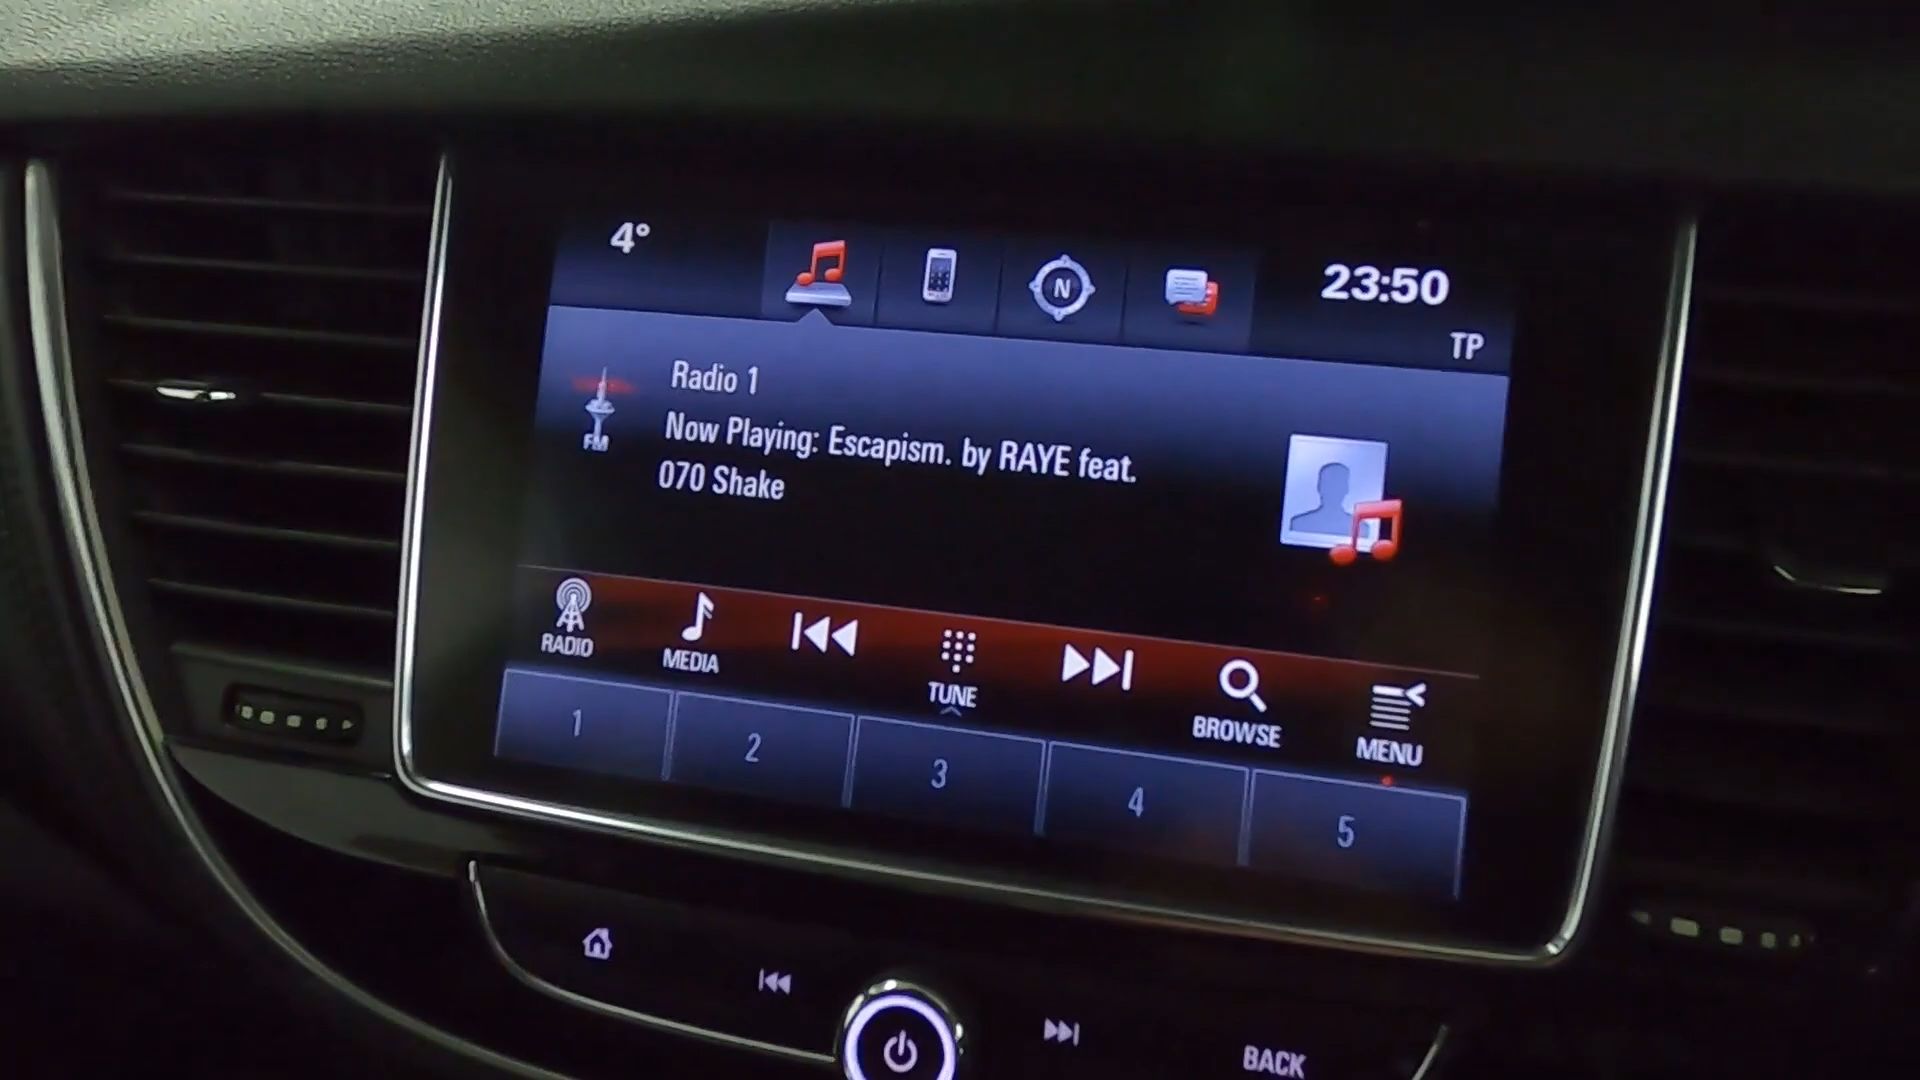 4°
N
23:50
TP
Radio 1
FM
Now Playing: Escapism. by RAYE feat.
070 Shake
RADIO
MEDIA
TUNE
BROWSE
MENU
1
2
3
4
5
BACK